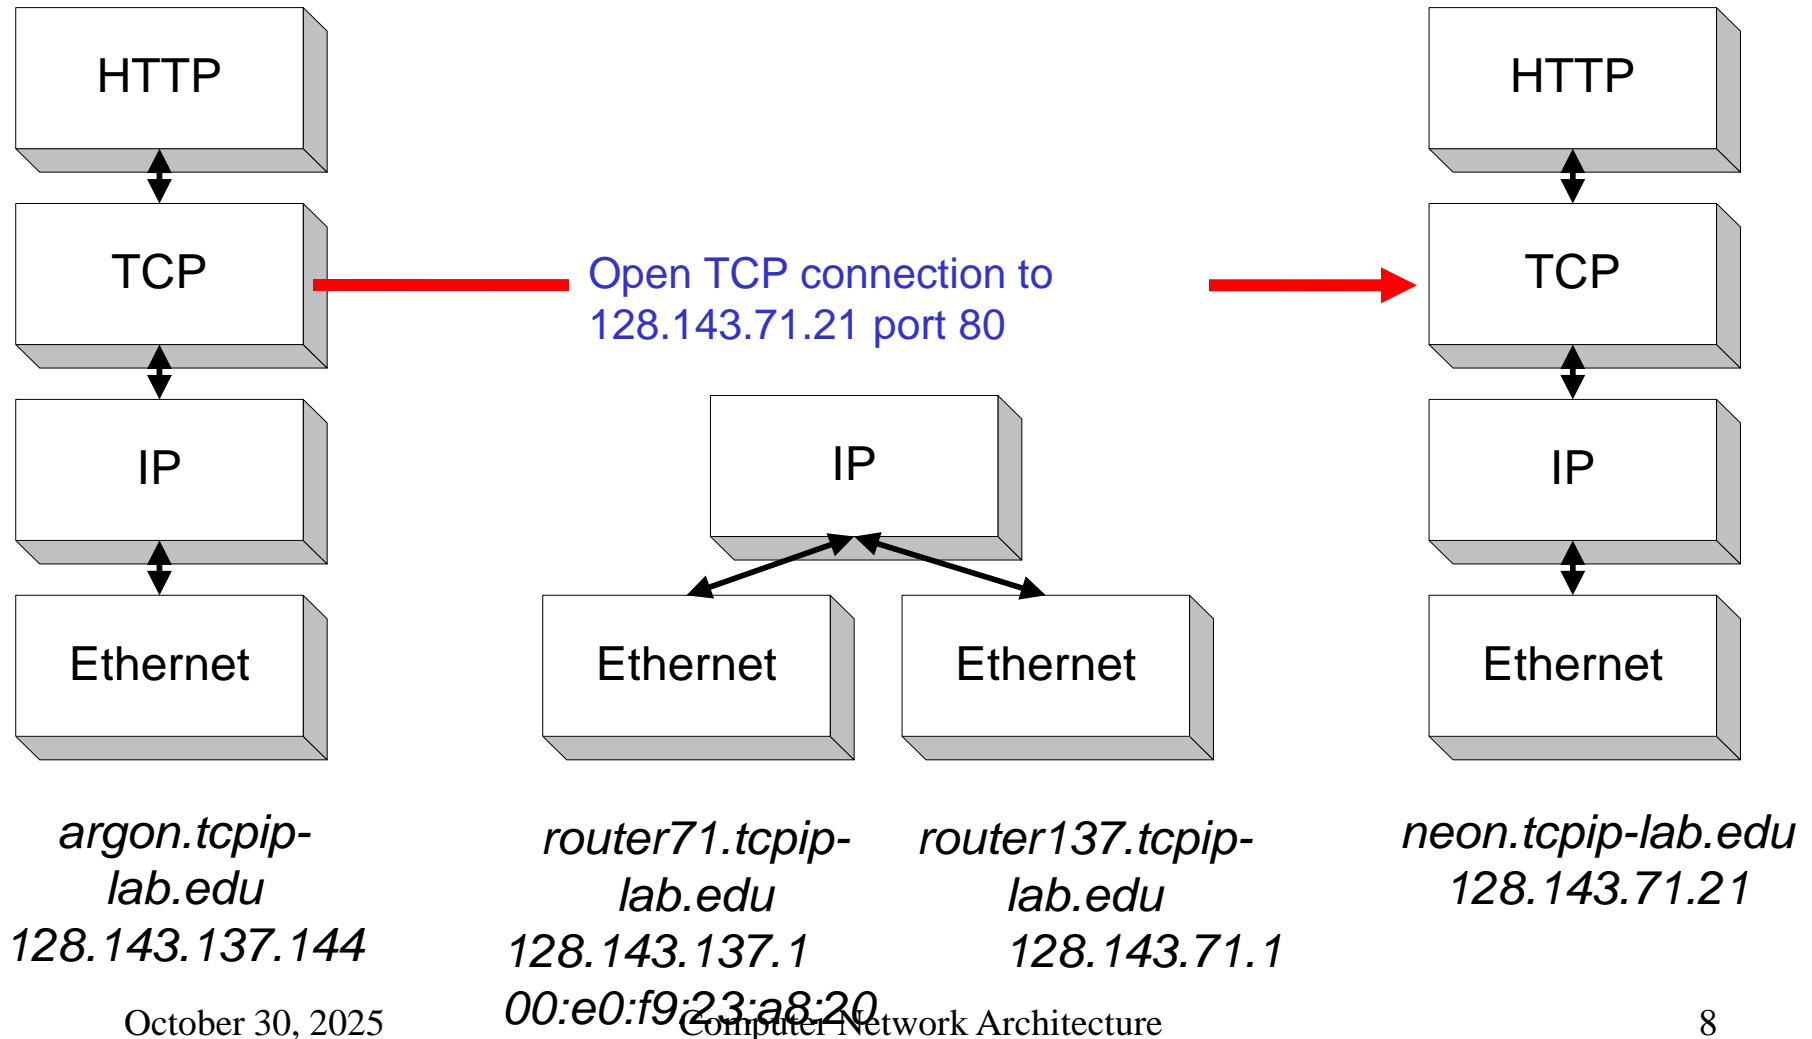 HTTP
HTTP
TCP
Open TCP connection to
128.143.71.21 port 80
TCP
IP
IP
IP
Ethernet
Ethernet
Ethernet
Ethernet
argon.tcpip-
lab.edu
128.143.137.144
router71.tcpip-
lab.edu
128.143.137.1
00:e0:f9:23:a8:20
router137.tcpip-
lab.edu
128.143.71.1
neon.tcpip-lab.edu
128.143.71.21
October 30, 2025
Computer Network Architecture
8